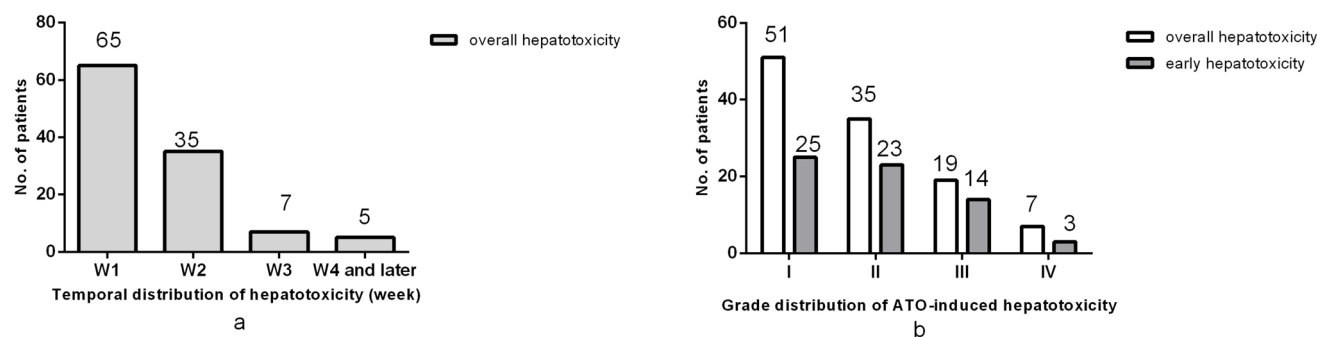 65
35
7
5
80
60
40
20
0
No. of patients
W1 W2 W3 W4 and later
Temporal distribution of hepatotoxicity (week)
a
overall hepatotoxicity
51
25
35
23
19
14
7
3
60
40
20
0
No. of patients
I II III IV
Grade distribution of ATO-induced hepatotoxicity
b
overall hepatotoxicity
early hepatotoxicity